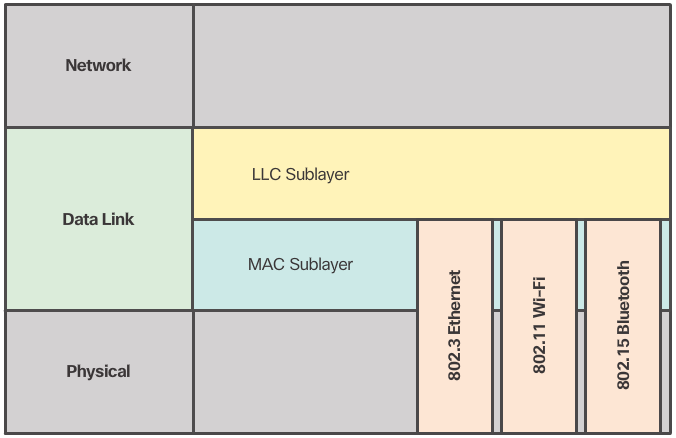 Network
LLC Sublayer
Data Link
MAC Sublayer
802.3 Ethernet
802.11 Wi-Fi
802.15 Bluetooth
Physical